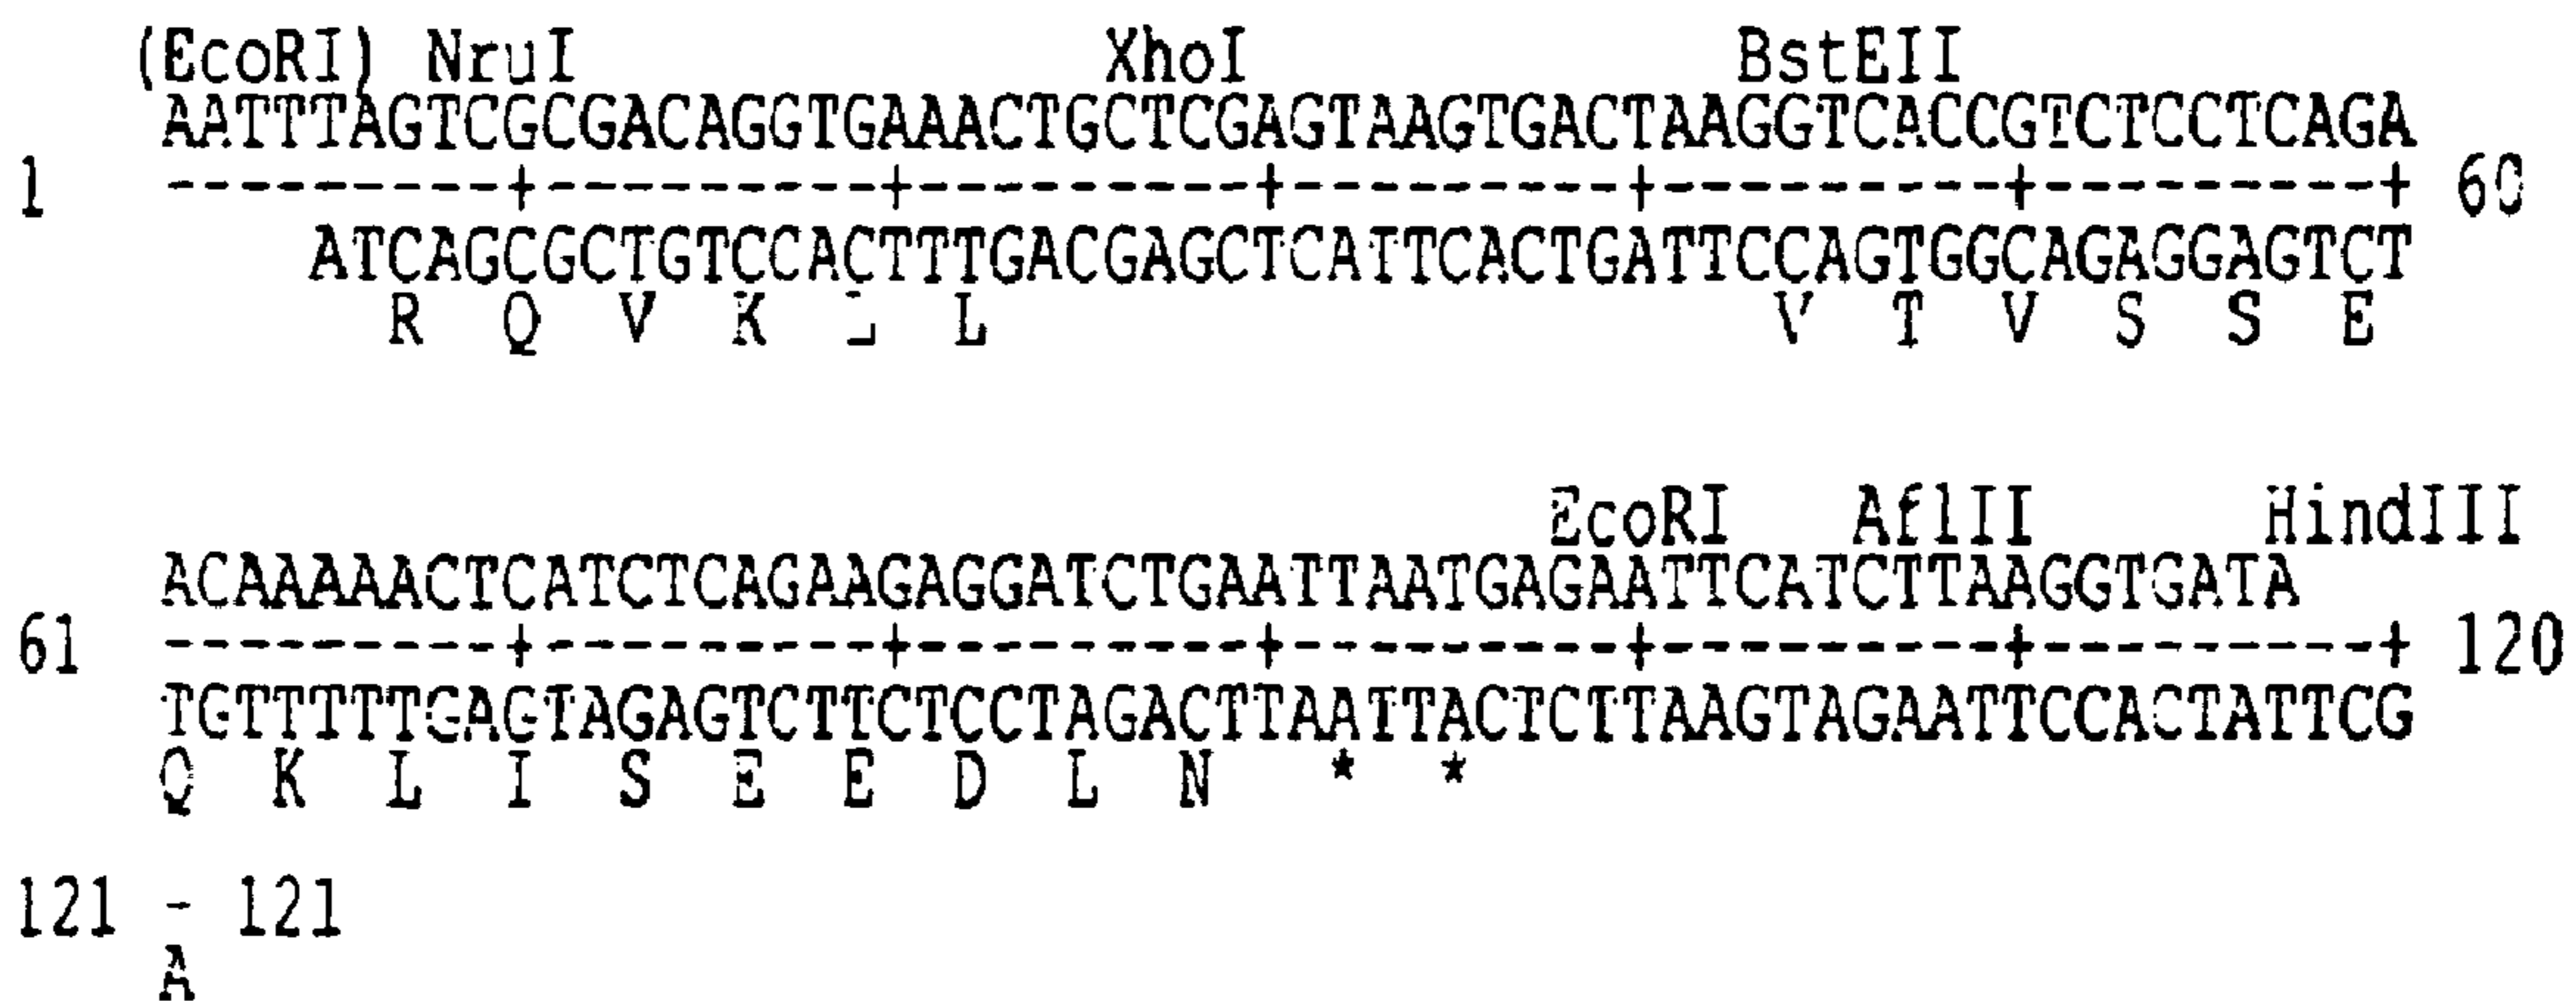 (EcoRI) NruI XhoI BstEII
AATTTAGTCGCGACAGGTGAAACTGCTCGAGTAAGTGACTAAGGTCACCGTCTCCTCAGA
1 ---------+---------+---------+---------+---------+---------+ 60
ATCAGCGCTGTCCACTTTGACGAGCTCATTCACTGATTCCAGTGGCAGAGGAGTCT
R Q V K L L V T V S S E
EcoRI AflII HindIII
ACAAAAACTCATCTCAGAAGAGGATCTGAATTAATGAGAATTCATCTTAAGGTGATA
61 ---------+---------+---------+---------+---------+---------+ 120
TGTTTTTGAGTAGAGTCTTCTCCTAGACTTAATTACTCTTAAGTAGAATTCCACTATTCG
Q K L I S E E D L N * *
121 - 121
A